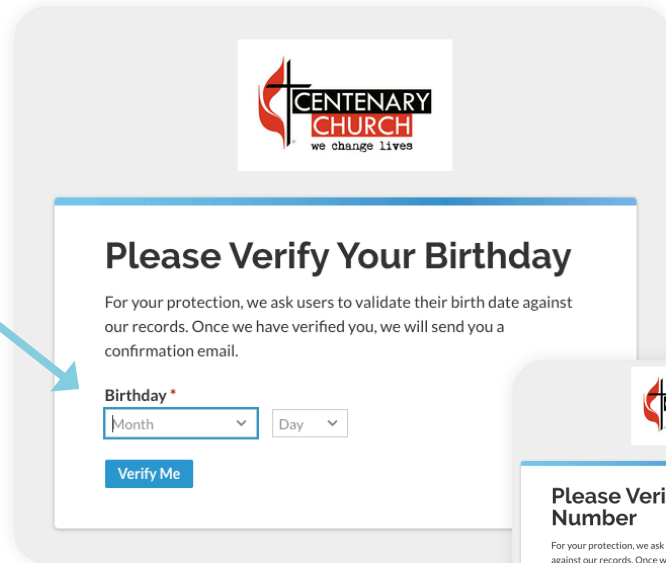 CENTENARY
CHURCH
we change lives
Please Verify Your Birthday
For your protection, we ask users to validate their birth date against
our records. Once we have verified you, we will send you a
confirmation email.
Birthday *
Month
Day
Verify Me
Please Veri
Number
For your protection, we ask
against our records. Once w